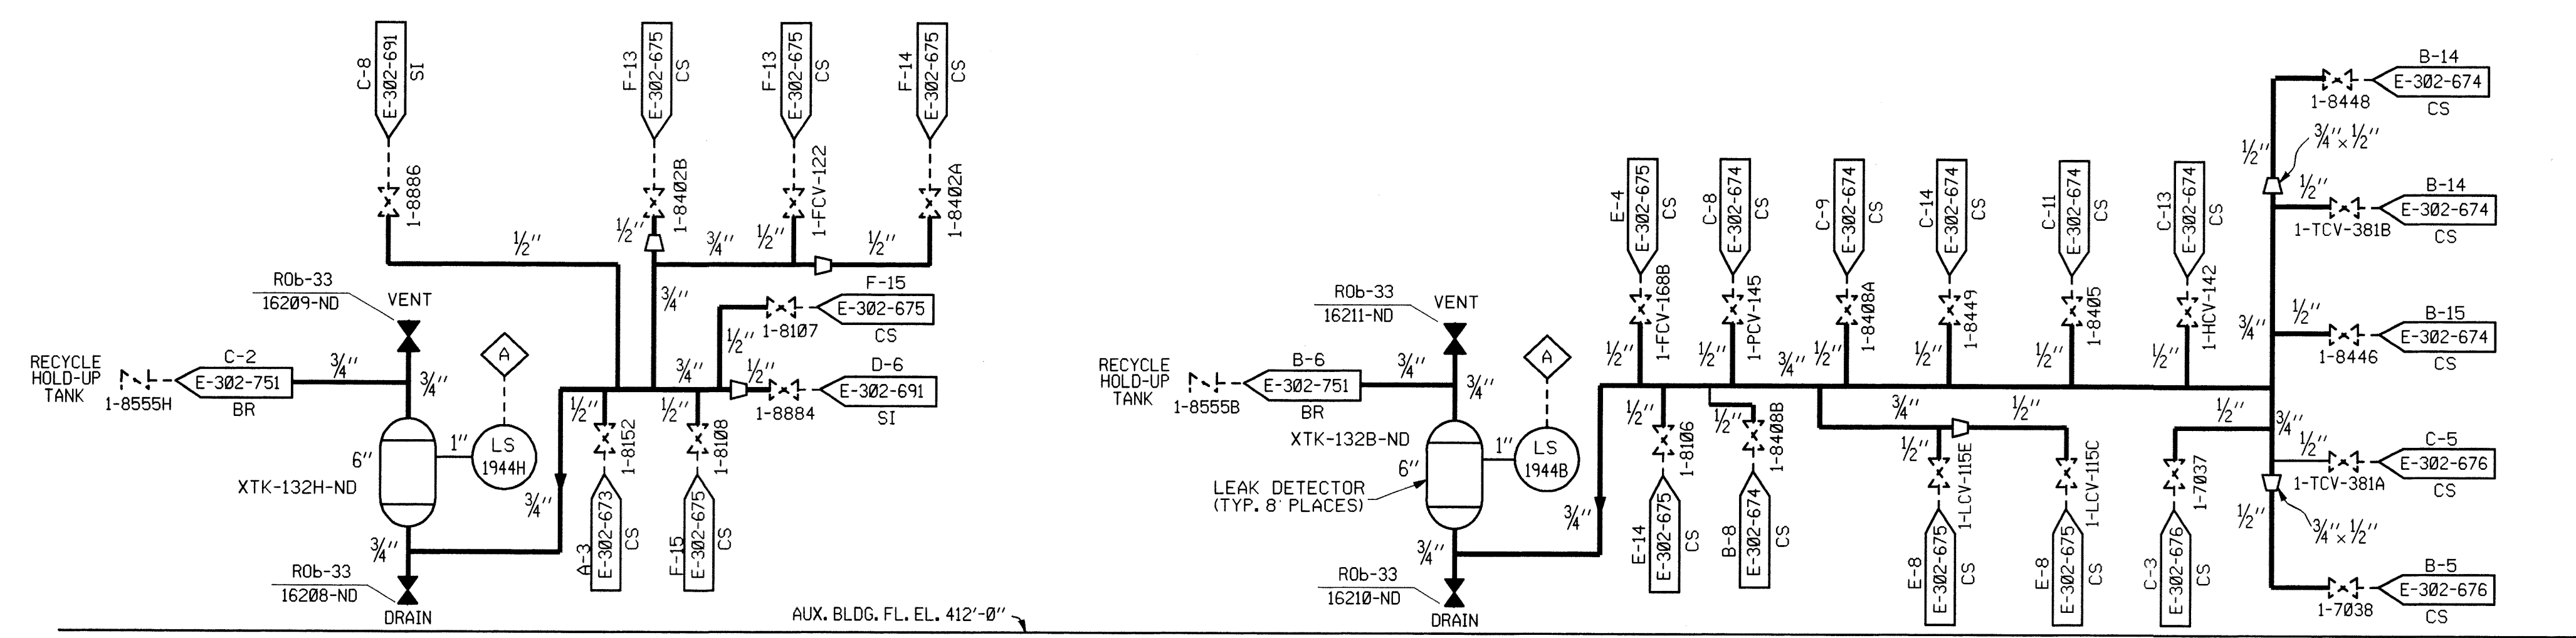 C-8
E-302-691
SI
1-8886
F-13
E-302-675
CS
1-8402B
F-13
E-302-675
CS
1-FCV-122
F-14
E-302-675
CS
1-8402A
1/2"
1/2"
3/4"
1/2"
1/2"
3/4"
F-15
E-302-675
CS
1-8107
1/2"
D-6
E-302-691
SI
1-8884
3/4"
1/2"
ROb-33
16209-ND
VENT
RECYCLE
HOLD-UP
TANK
1-8555H
C-2
E-302-751
BR
3/4"
3/4"
A
LS
1944H
1"
6"
XTK-132H-ND
3/4"
3/4"
ROb-33
16208-ND
DRAIN
1/2"
1-8152
A-3
E-302-673
CS
1/2"
1-8108
F-15
E-302-675
CS
AUX. BLDG. FL. EL. 412'-0"
ROb-33
16211-ND
VENT
RECYCLE
HOLD-UP
TANK
1-8555B
B-6
E-302-751
BR
3/4"
3/4"
A
LS
1944B
1"
6"
XTK-132B-ND
LEAK DETECTOR
(TYP. 8 PLACES)
3/4"
3/4"
ROb-33
16210-ND
DRAIN
E-4
E-302-675
CS
1-FCV-168B
1/2"
C-8
E-302-674
CS
1-PCV-145
1/2"
3/4"
C-9
E-302-674
CS
1-8408A
1/2"
C-14
E-302-674
CS
1-8449
1/2"
C-11
E-302-674
CS
1-8405
1/2"
C-13
E-302-674
CS
1-HCV-142
1/2"
1/2"
1-8106
E-14
E-302-675
CS
1/2"
1-8408B
B-8
E-302-674
CS
3/4"
1/2"
1/2"
1-LCV-115E
E-8
E-302-675
CS
1-LCV-115C
E-8
E-302-675
CS
1/2"
1-7037
C-3
E-302-676
CS
B-14
E-302-674
CS
1-8448
3/4" x 1/2"
1/2"
B-14
E-302-674
CS
1/2"
1-TCV-381B
B-15
E-302-674
CS
1/2"
1-8446
3/4"
3/4"
C-5
E-302-676
CS
1/2"
1-TCV-381A
1/2"
3/4" x 1/2"
B-5
E-302-676
CS
1-7038